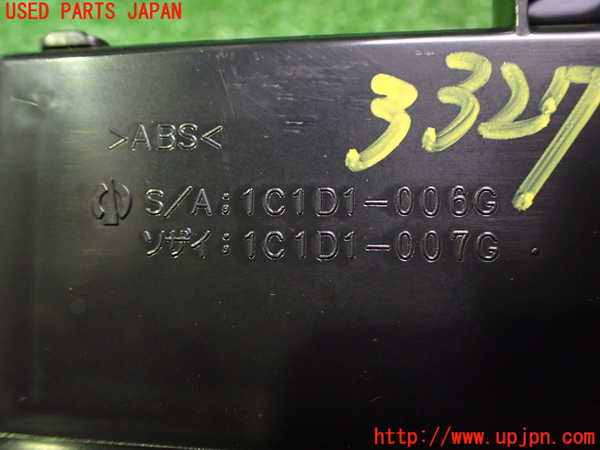 USED PARTS JAPAN
3327
>ABS<
S/A:1C1D1-006G
ソザイ:1C1D1-007G
http://www.upjpn.com/